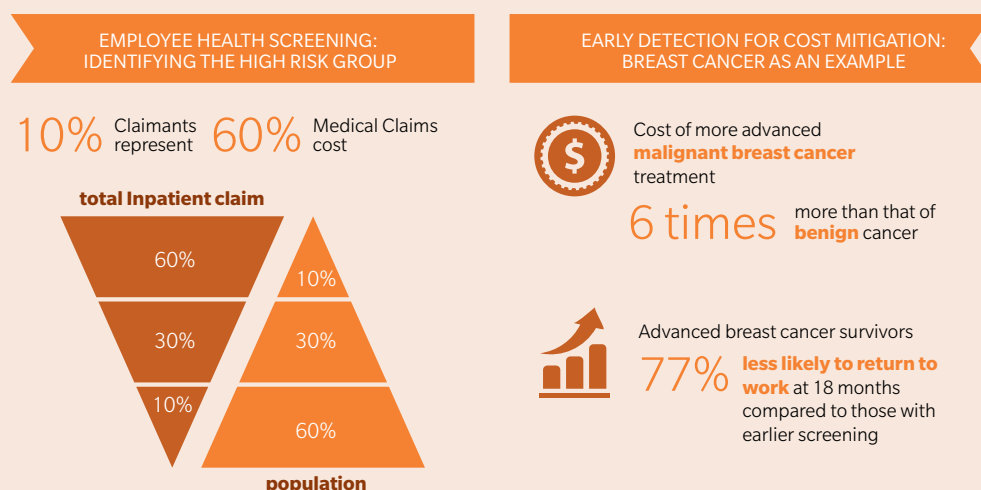 EMPLOYEE HEALTH SCREENING:
IDENTIFYING THE HIGH RISK GROUP
10% Claimants represent 60% Medical Claims cost
total Inpatient claim
60%
30%
10%
10%
30%
60%
population
EARLY DETECTION FOR COST MITIGATION:
BREAST CANCER AS AN EXAMPLE
$
Cost of more advanced
malignant breast cancer
treatment
6 times more than that of
benign cancer
Advanced breast cancer survivors
77% less likely to return to
work at 18 months
compared to those with
earlier screening